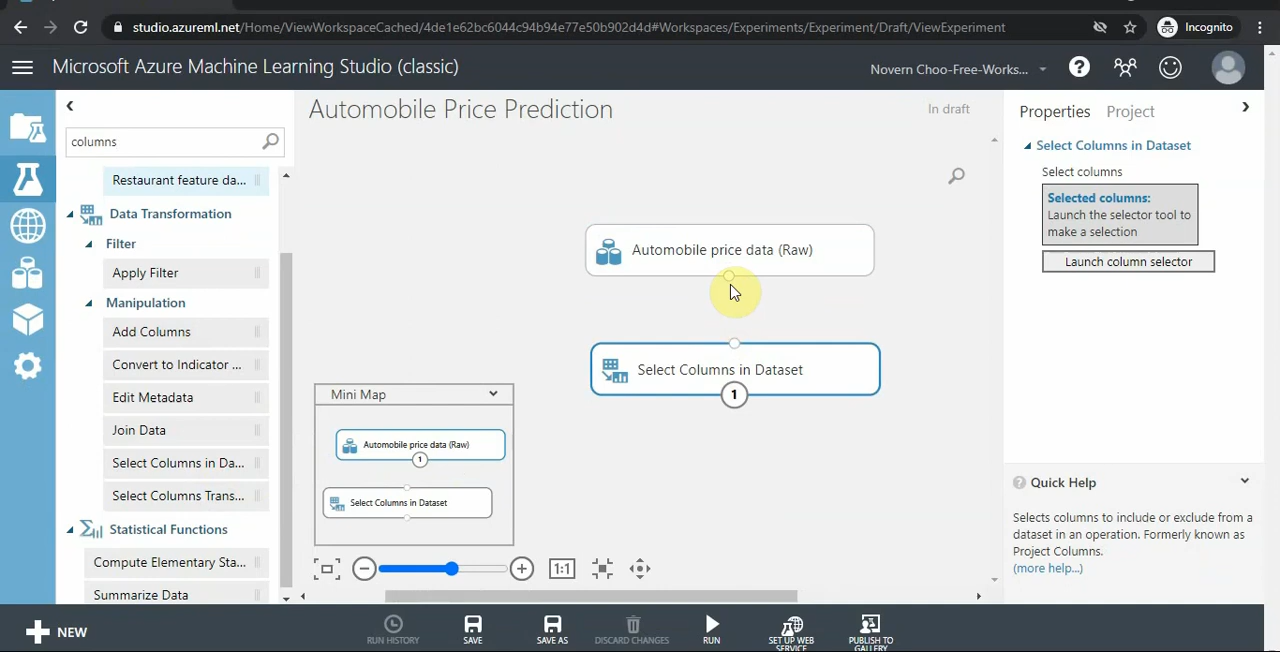 studio.azureml.net/Home/ViewWorkspaceCached/4de1e62bc6044c94b94e77e50b902d4d#Workspaces/Experiments/Experiment/Draft/ViewExperiment
Incognito
Microsoft Azure Machine Learning Studio (classic)
Novern Choo-Free-Works...
columns
Restaurant feature da...
Data Transformation
Filter
Apply Filter
Manipulation
Add Columns
Convert to Indicator ...
Edit Metadata
Join Data
Select Columns in Da...
Select Columns Trans...
Statistical Functions
Compute Elementary Sta...
Summarize Data
Automobile Price Prediction
In draft
Automobile price data (Raw)
Select Columns in Dataset
1
Mini Map
Automobile price data (Raw)
1
Select Columns in Dataset
1:1
Properties
Project
Select Columns in Dataset
Select columns
Selected columns:
Launch the selector tool to
make a selection
Launch column selector
Quick Help
Selects columns to include or exclude from a
dataset in an operation. Formerly known as
Project Columns.
(more help...)
NEW
RUN HISTORY
SAVE
SAVE AS
DISCARD CHANGES
RUN
SET UP WEB
SERVICE
PUBLISH TO
GALLERY